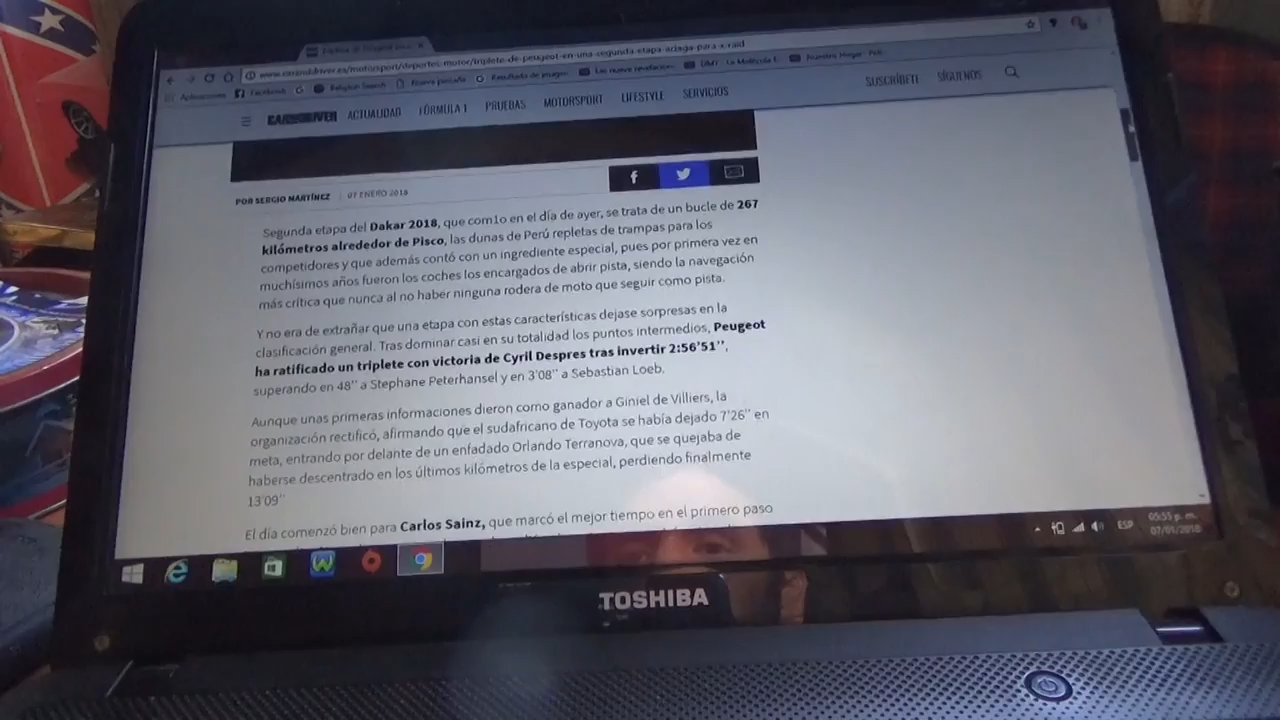 www.caranddriver.es/motorsport/deportes-motor/triplete-de-peugeot-en-una-segunda-etapa-aciaga-para-x-raid
Aplicaciones Facebook G Religion Search Nueva pestaña Resultado de imagen Las nueve revelacion
CAR AND DRIVER ACTUALIDAD FÓRMULA 1 PRUEBAS MOTORSPORT LIFESTYLE SERVICIOS SUSCRÍBETE SÍGUENOS
POR SERGIO MARTÍNEZ | 07 ENERO 2018
Segunda etapa del Dakar 2018, que com1o en el día de ayer, se trata de un bucle de 267
kilómetros alrededor de Pisco, las dunas de Perú repletas de trampas para los
competidores y que además contó con un ingrediente especial, pues por primera vez en
muchísimos años fueron los coches los encargados de abrir pista, siendo la navegación
más crítica que nunca al no haber ninguna rodera de moto que seguir como pista.
Y no era de extrañar que una etapa con estas características dejase sorpresas en la
clasificación general. Tras dominar casi en su totalidad los puntos intermedios, Peugeot
ha ratificado un triplete con victoria de Cyril Despres tras invertir 2:56'51'',
superando en 48'' a Stephane Peterhansel y en 3'08'' a Sebastian Loeb.
Aunque unas primeras informaciones dieron como ganador a Giniel de Villiers, la
organización rectificó, afirmando que el sudafricano de Toyota se había dejado 7'26'' en
meta, entrando por delante de un enfadado Orlando Terranova, que se quejaba de
haberse descentrado en los últimos kilómetros de la especial, perdiendo finalmente
13'09''
El día comenzó bien para Carlos Sainz, que marcó el mejor tiempo en el primero paso
ESP
05:55 p. m.
07/01/2018
TOSHIBA